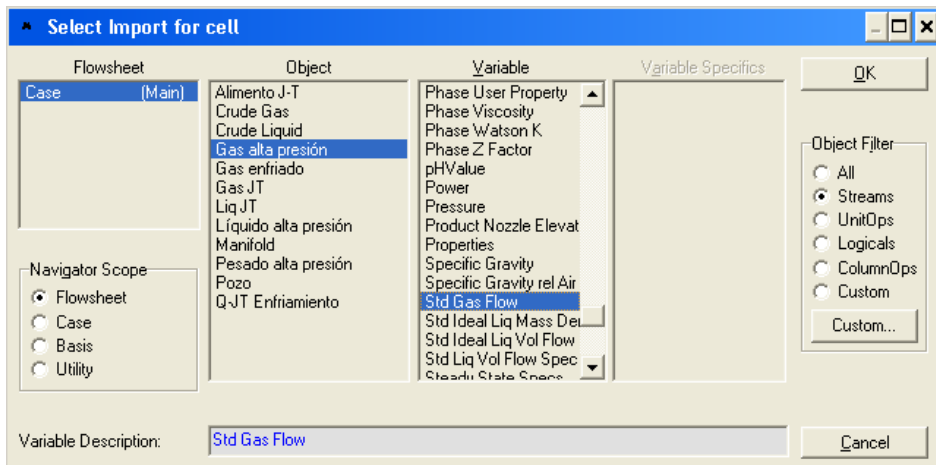 Select Import for cell
Flowsheet
Case (Main)
Navigator Scope
Flowsheet
Case
Basis
Utility
Object
Alimento J-T
Crude Gas
Crude Liquid
Gas alta presión
Gas enfriado
Gas JT
Liq JT
Líquido alta presión
Manifold
Pesado alta presión
Pozo
Q-JT Enfriamiento
Variable
Phase User Property
Phase Viscosity
Phase Watson K
Phase Z Factor
pHValue
Power
Pressure
Product Nozzle Elevat
Properties
Specific Gravity
Specific Gravity rel Air
Std Gas Flow
Std Ideal Liq Mass Der
Std Ideal Liq Vol Flow
Std Liq Vol Flow Spec
Steady State Specs
Variable Specifics
OK
Object Filter
All
Streams
UnitOps
Logicals
ColumnOps
Custom
Custom...
Variable Description: Std Gas Flow
Cancel